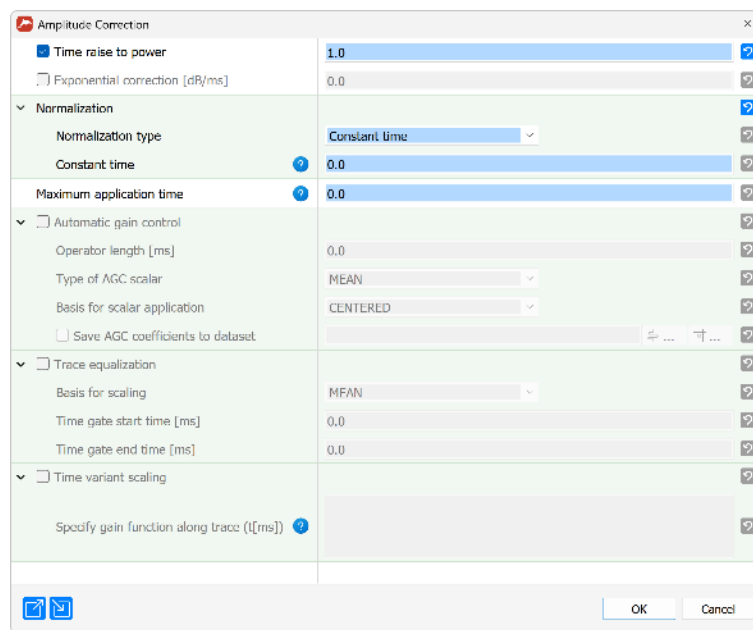 Amplitude Correction
Time raise to power 1.0
Exponential correction [dB/ms] 0.0
Normalization
Normalization type Constant time
Constant time ? 0.0
Maximum application time ? 0.0
Automatic gain control
Operator length [ms] 0.0
Type of AGC scalar MEAN
Basis for scalar application CENTERED
Save AGC coefficients to dataset ... ...
Trace equalization
Basis for scaling MEAN
Time gate start time [ms] 0.0
Time gate end time [ms] 0.0
Time variant scaling
Specify gain function along trace (t[ms]) ?
OK Cancel